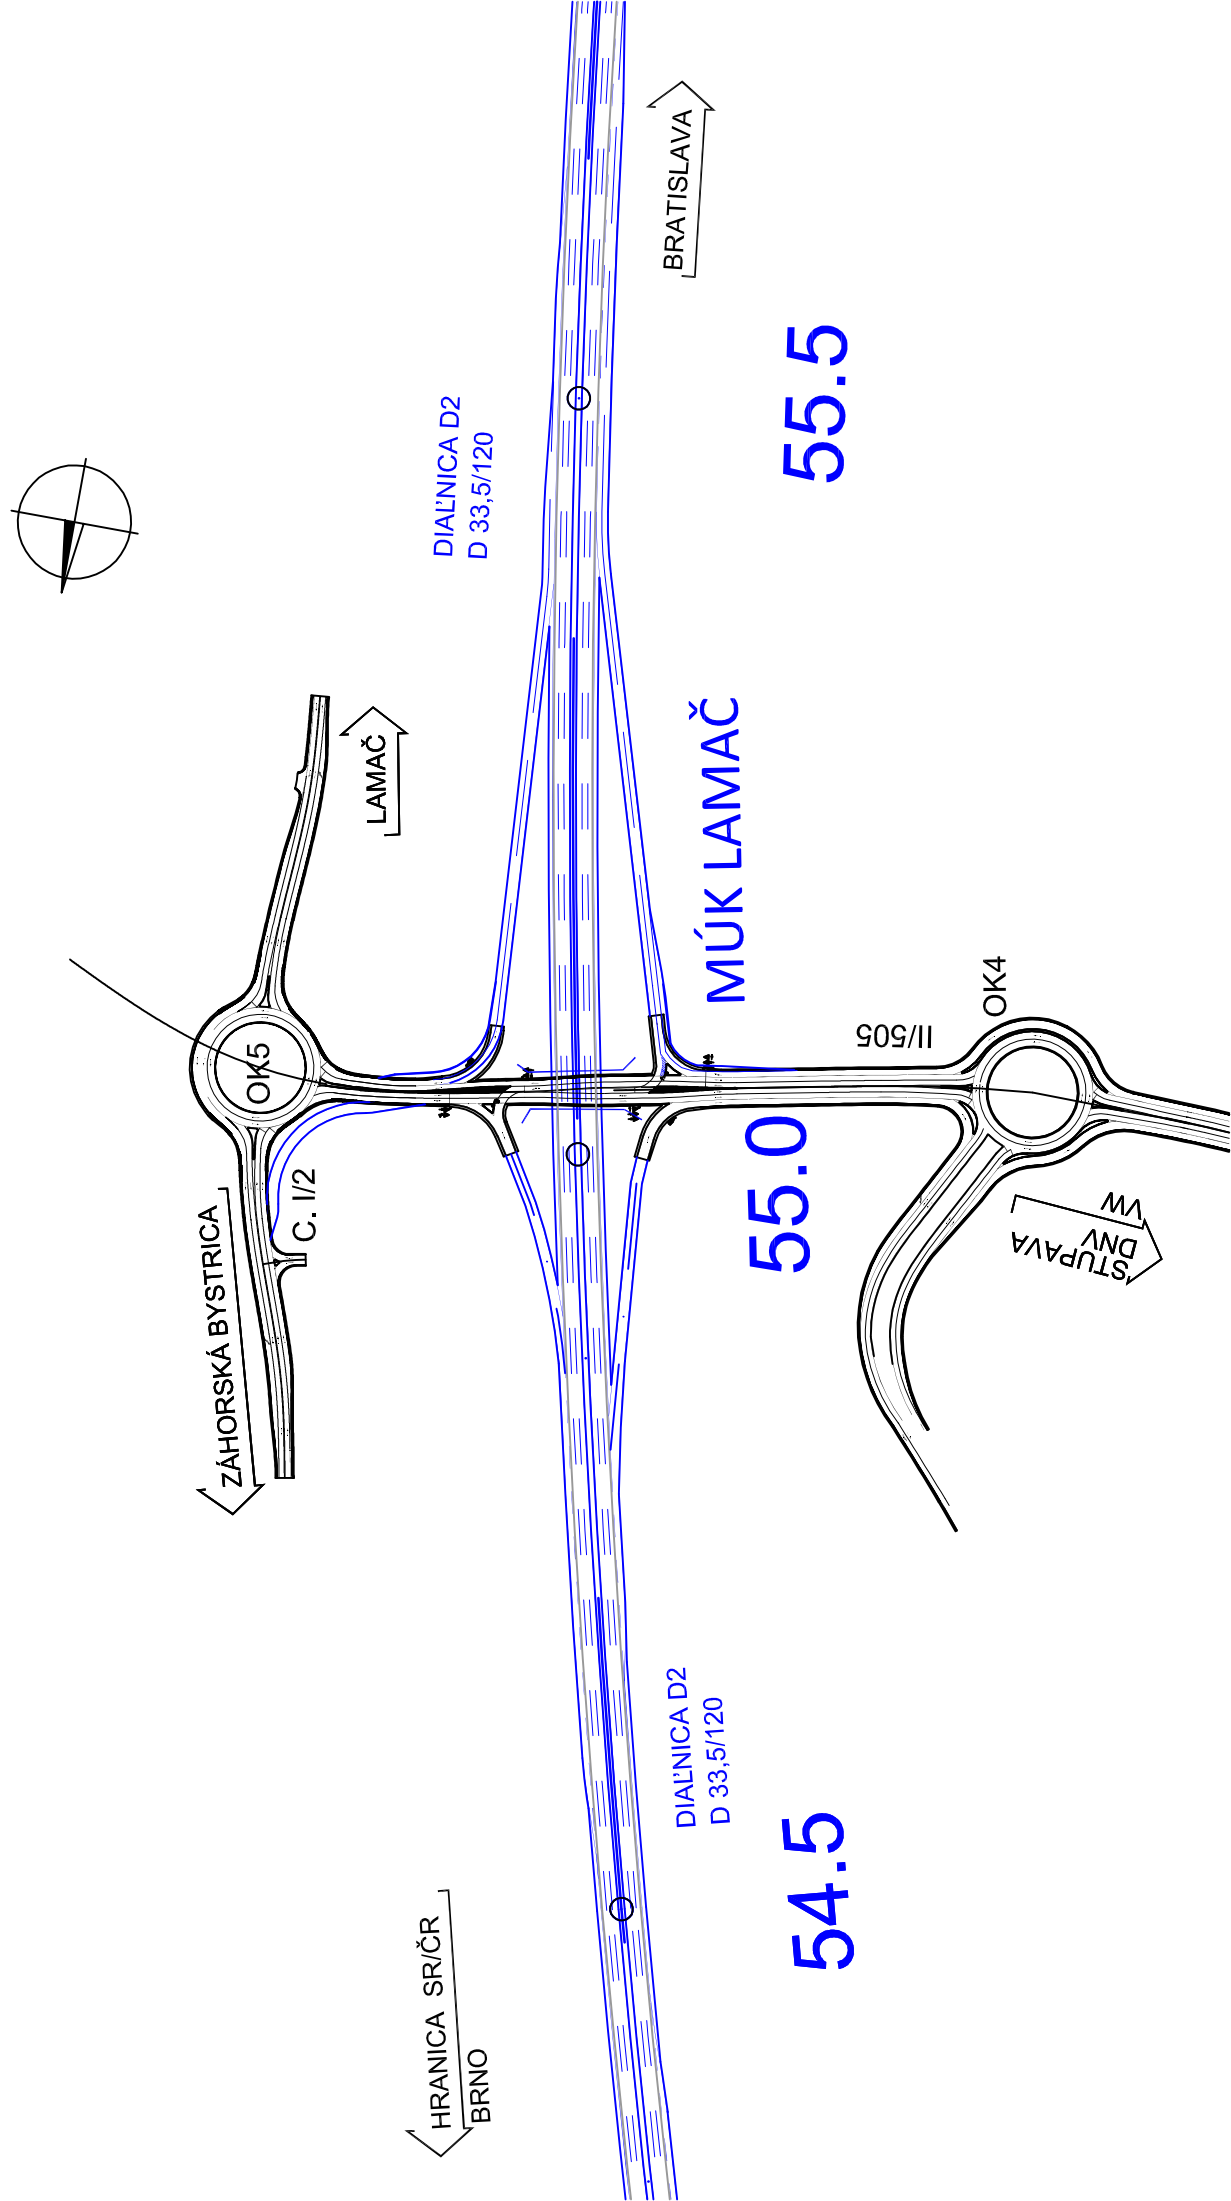 BRATISLAVA
55.5
DIAĽNICA D2
D 33,5/120
LAMAČ
MÚK LAMAČ
OK5
OK4
II/505
C. I/2
55.0
ZÁHORSKÁ BYSTRICA
STUPAVA
DNV
VW
DIAĽNICA D2
D 33,5/120
54.5
HRANICA SR/ČR
BRNO